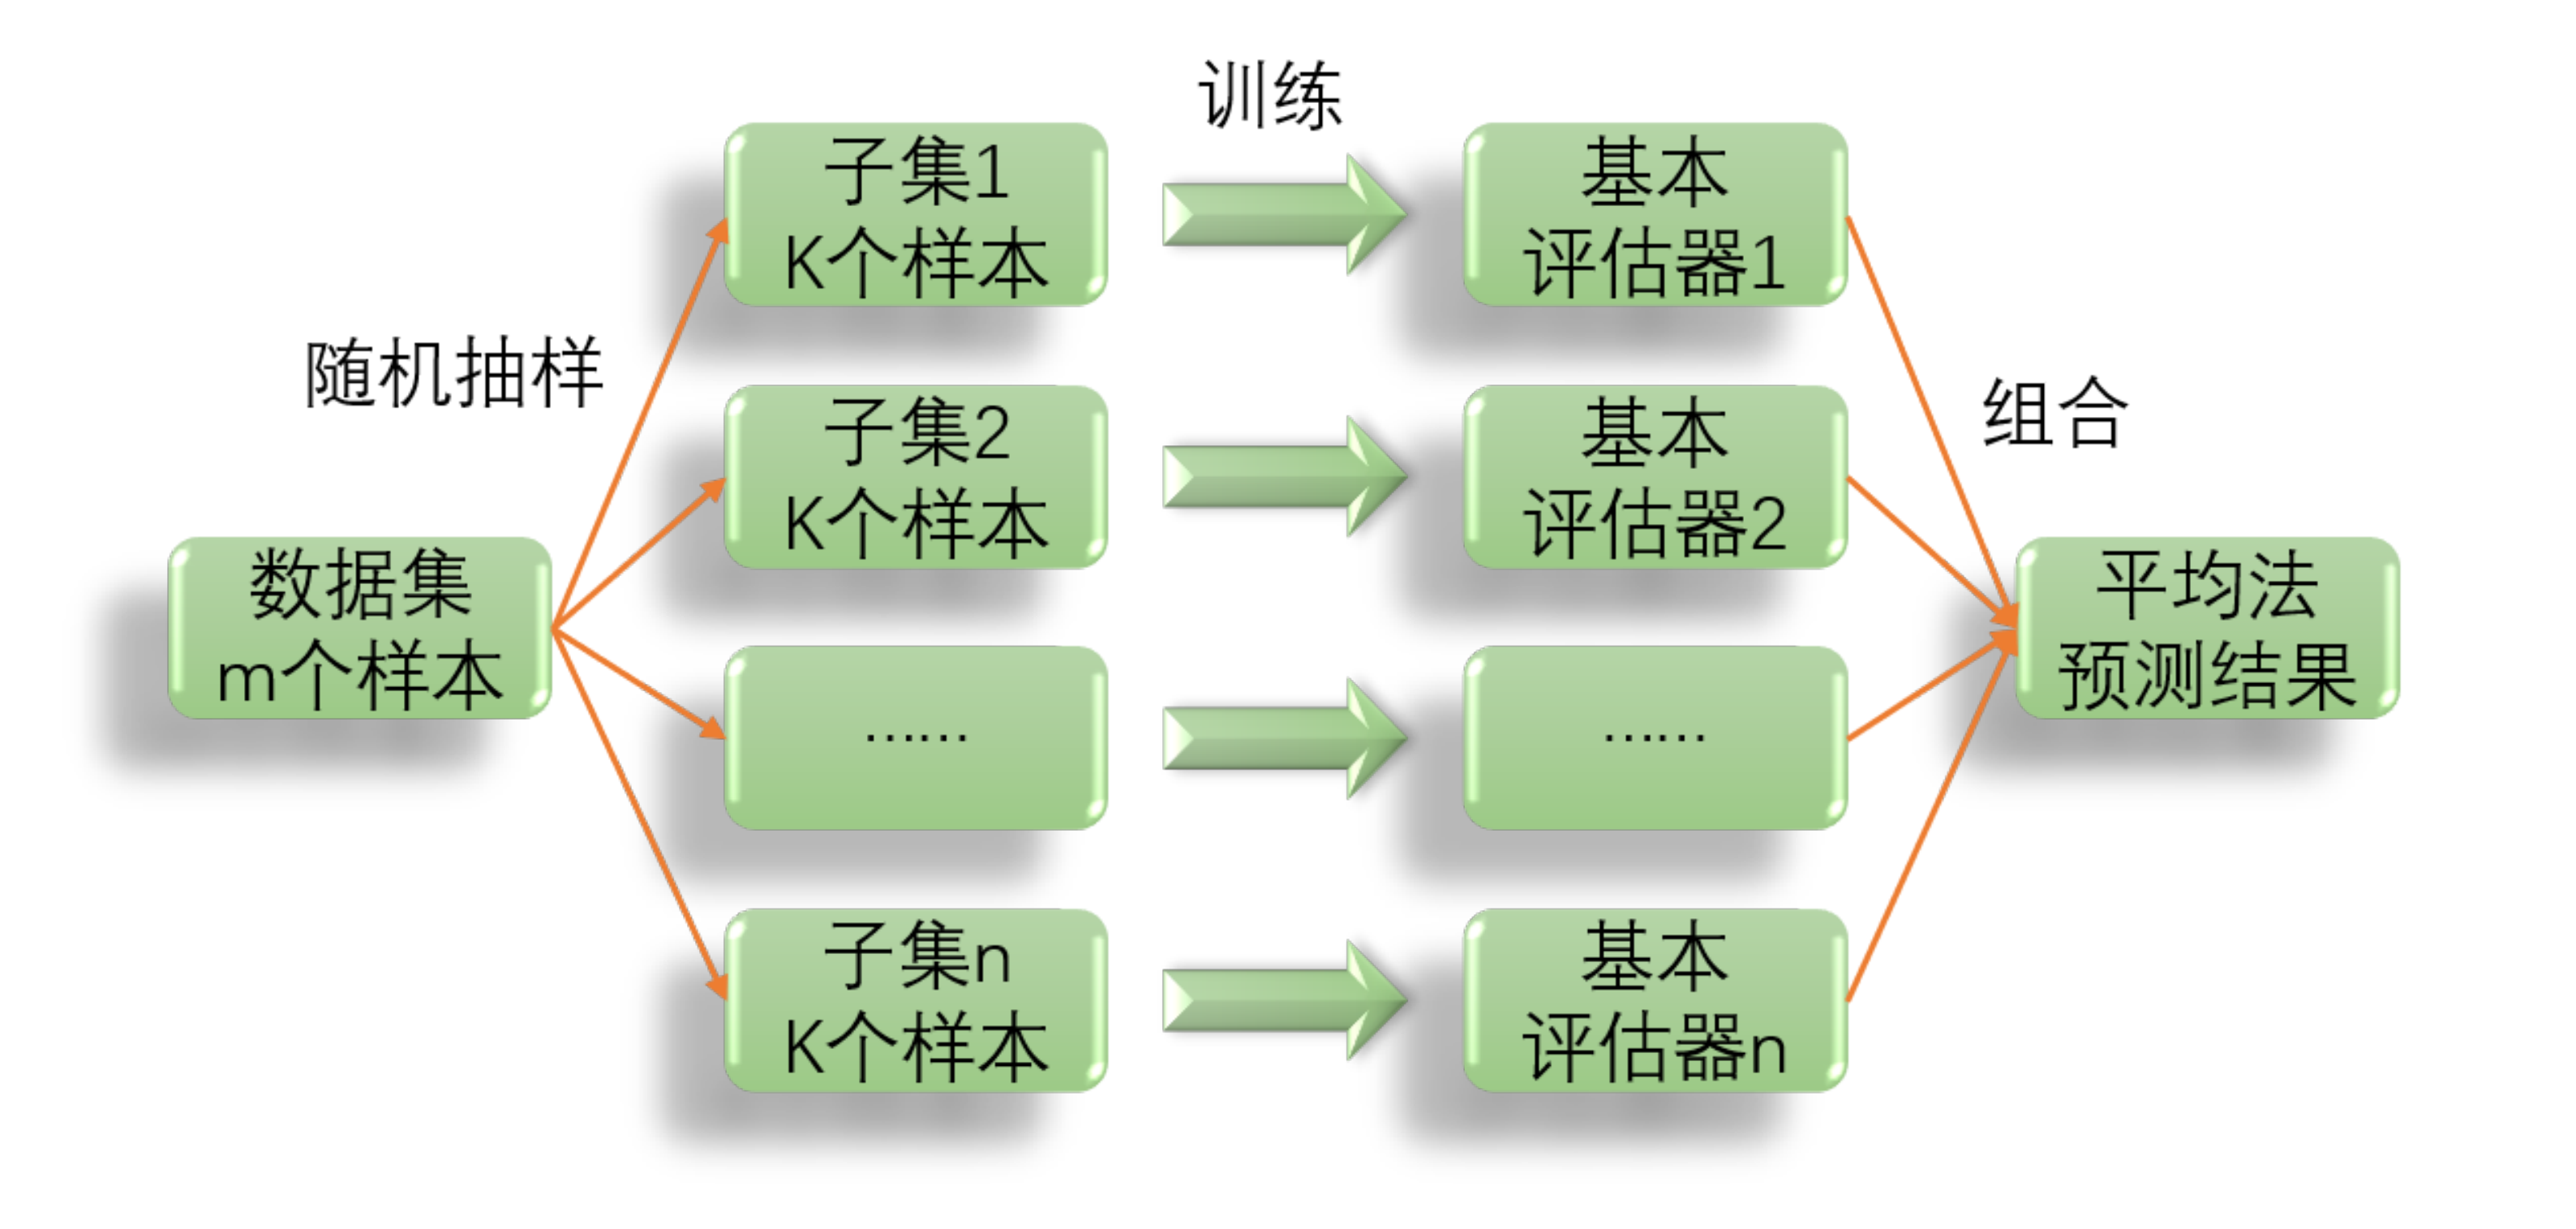 训练
子集1
K个样本
基本
评估器1
随机抽样
子集2
K个样本
基本
评估器2
组合
数据集
m个样本
……
……
平均法
预测结果
子集n
K个样本
基本
评估器n